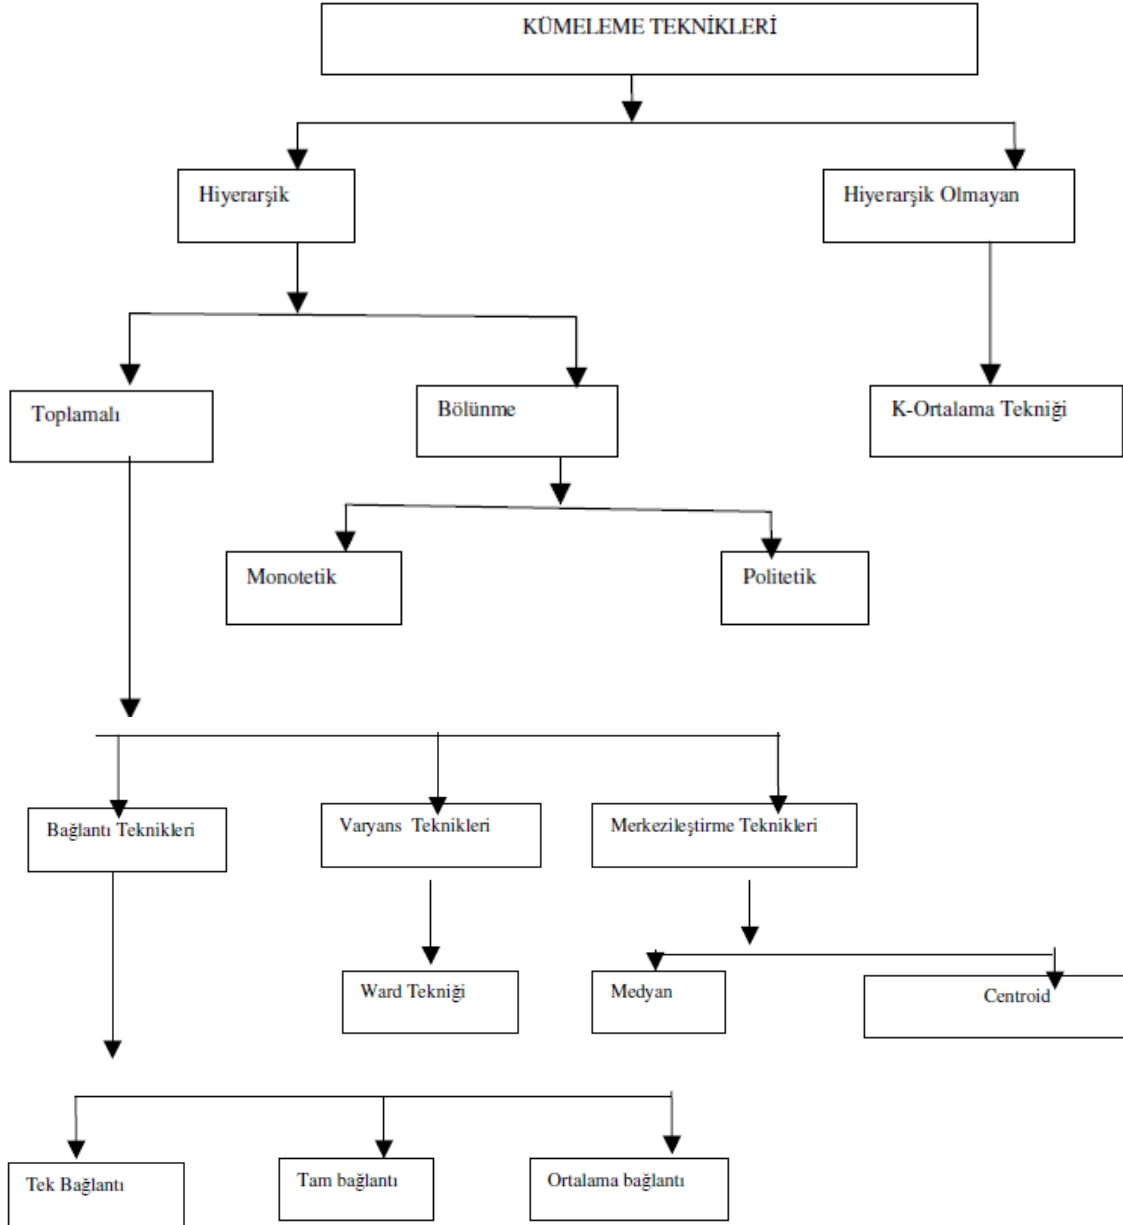 KÜMELEME TEKNİKLERİ
Hiyerarşik
Hiyerarşik Olmayan
Toplamalı
Bölünme
K-Ortalama Tekniği
Monotetik
Politetik
Bağlantı Teknikleri
Varyans Teknikleri
Merkezileştirme Teknikleri
Ward Tekniği
Medyan
Centroid
Tek Bağlantı
Tam bağlantı
Ortalama bağlantı